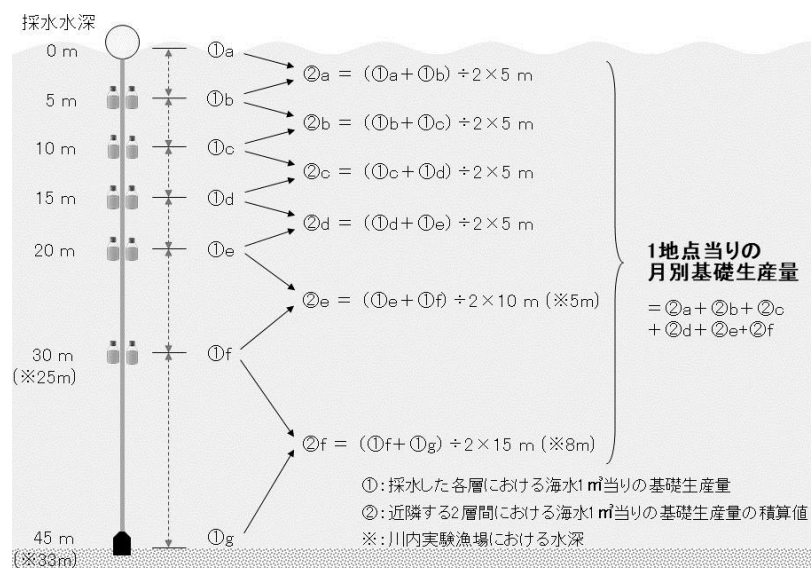 採水水深
0 m
①a
②a = (①a+①b) ÷2×5 m
5 m
①b
②b = (①b+①c) ÷2×5 m
10 m
①c
②c = (①c+①d) ÷2×5 m
15 m
①d
②d = (①d+①e) ÷2×5 m
20 m
①e
②e = (①e+①f) ÷2×10 m (※5m)
30 m
(※25m)
①f
②f = (①f+①g) ÷2×15 m (※8m)
45 m
(※33m)
①g
1地点当りの
月別基礎生産量
=②a+②b+②c
+②d+②e+②f
①:採水した各層における海水1㎥当りの基礎生産量
②:近隣する2層間における海水1㎡当りの基礎生産量の積算値
※:川内実験漁場における水深